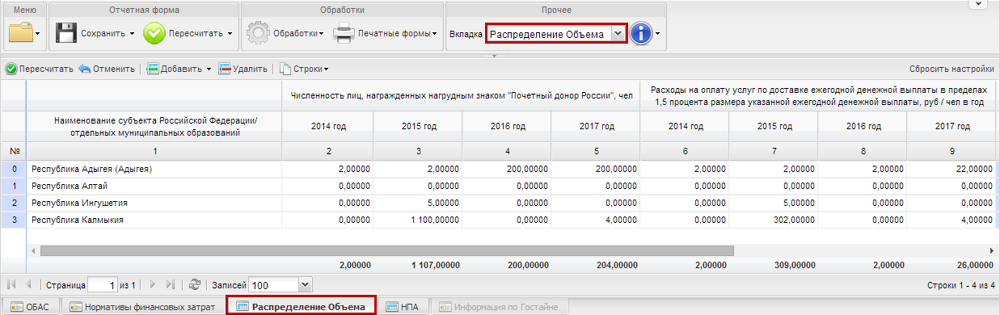 Меню
Отчетная форма
Обработки
Прочее
Сохранить
Пересчитать
Обработки
Печатные формы
Вкладка
Распределение Объема
Пересчитать Отменить Добавить Удалить Строки Сбросить настройки
Численность лиц, награжденных нагрудным знаком "Почетный донор России", чел
Расходы на оплату услуг по доставке ежегодной денежной выплаты в пределах
1,5 процента размера указанной ежегодной денежной выплаты, руб / чел в год
Наименование субъекта Российской Федерации/
отдельных муниципальных образований
2014 год 2015 год 2016 год 2017 год 2014 год 2015 год 2016 год 2017 год
№ 1 2 3 4 5 6 7 8 9
0 Республика Адыгея (Адыгея) 2,00000 2,00000 200,00000 200,00000 2,00000 2,00000 2,00000 22,00000
1 Республика Алтай 0,00000 0,00000 0,00000 0,00000 0,00000 0,00000 0,00000 0,00000
2 Республика Ингушетия 0,00000 5,00000 0,00000 0,00000 0,00000 5,00000 0,00000 0,00000
3 Республика Калмыкия 0,00000 1 100,00000 0,00000 4,00000 0,00000 302,00000 0,00000 4,00000
2,00000 1 107,00000 200,00000 204,00000 2,00000 309,00000 2,00000 26,00000
Страница 1 из 1 Записей 100 Строки 1 - 4 из 4
ОБАС Нормативы финансовых затрат Распределение Объема НПА Информация по Гостайне